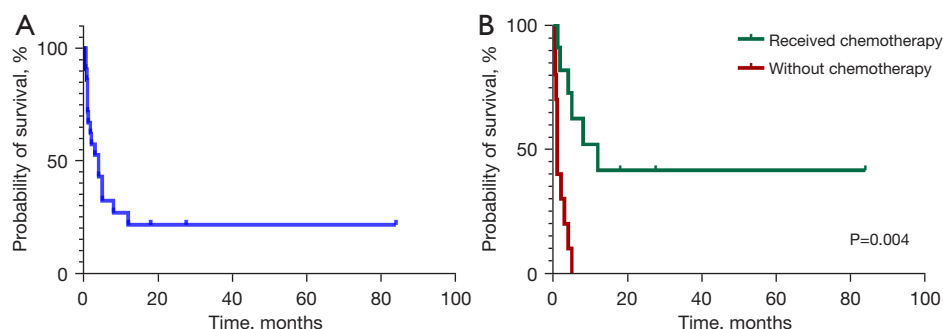 A
Probability of survival, %
100
50
0
0 20 40 60 80 100
Time, months
B
Probability of survival, %
100
50
0
Received chemotherapy
Without chemotherapy
P=0.004
0 20 40 60 80 100
Time, months